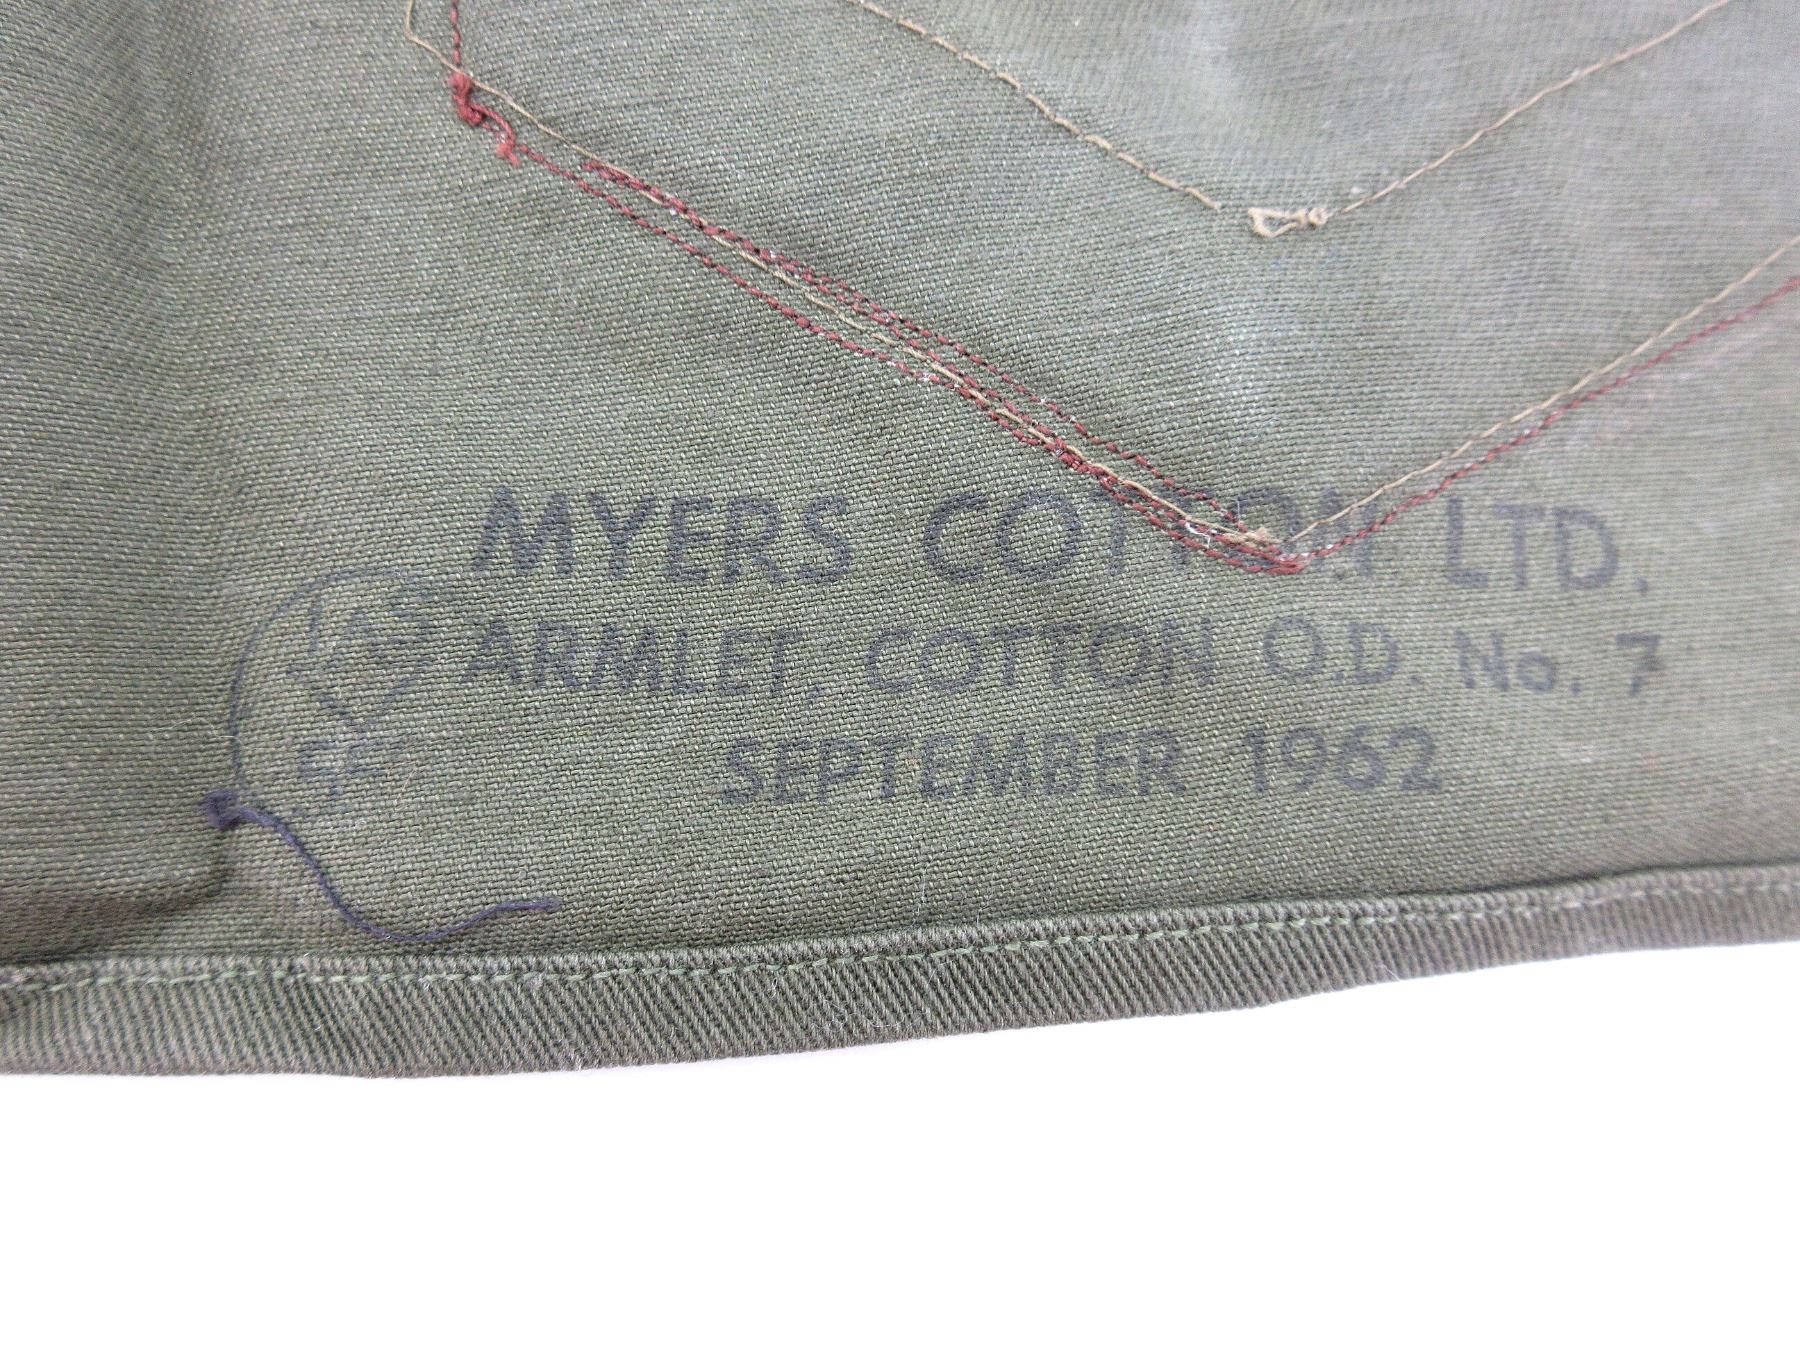 MYERS COTTON LTD.
ARMLET, COTTON O.D. No. 7
SEPTEMBER 1962